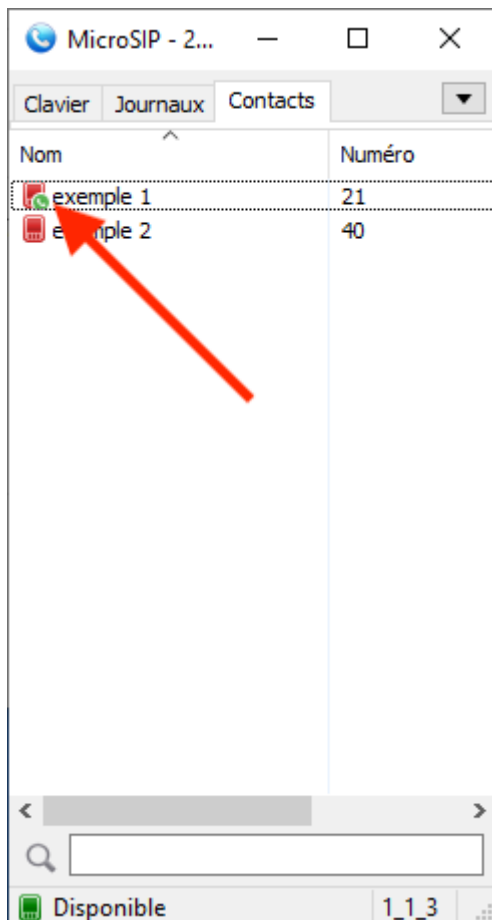 MicroSIP - 2...
Clavier Journaux Contacts
Nom Numéro
exemple 1 21
exemple 2 40
Disponible 1_1_3